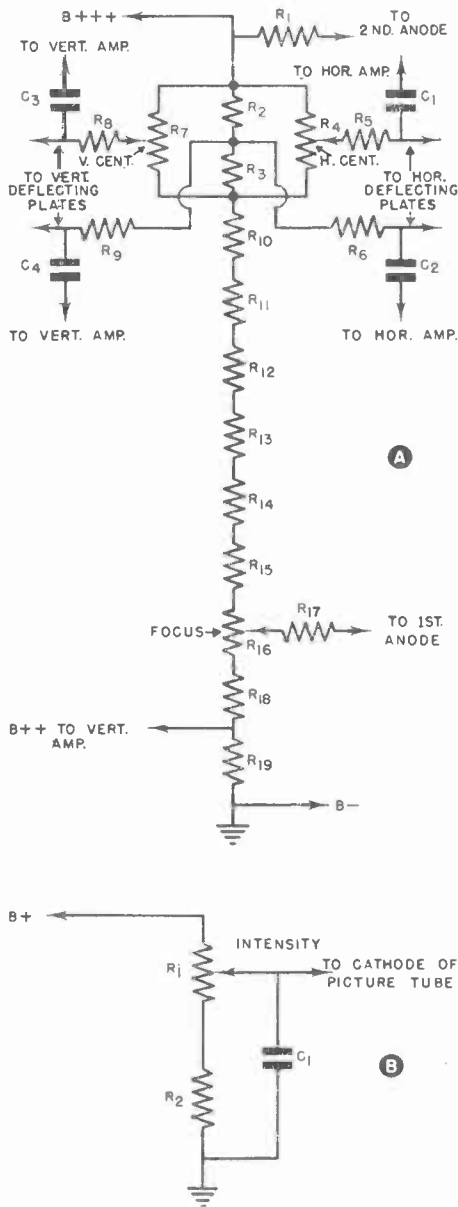 B+++
R1
TO
2ND. ANODE
TO VERT. AMP.
TO HOR. AMP.
C3
C1
R8
R7
R2
R4
R5
V. CENT.
H. CENT.
R3
TO VERT.
DEFLECTING
PLATES
TO HOR.
DEFLECTING
PLATES
R9
R10
R6
C4
C2
TO VERT. AMP.
TO HOR. AMP.
R11
R12
R13
A
R14
R15
R17
FOCUS
R16
TO 1ST.
ANODE
R18
B++ TO VERT.
AMP.
R19
B-
B+
INTENSITY
R1
TO CATHODE OF
PICTURE TUBE
C1
B
R2